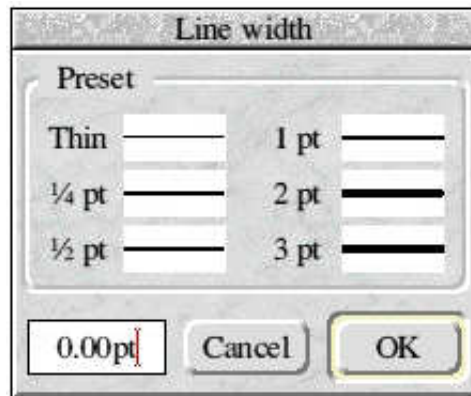 Line width
Preset
Thin 1 pt
¼ pt 2 pt
½ pt 3 pt
0.00pt Cancel OK